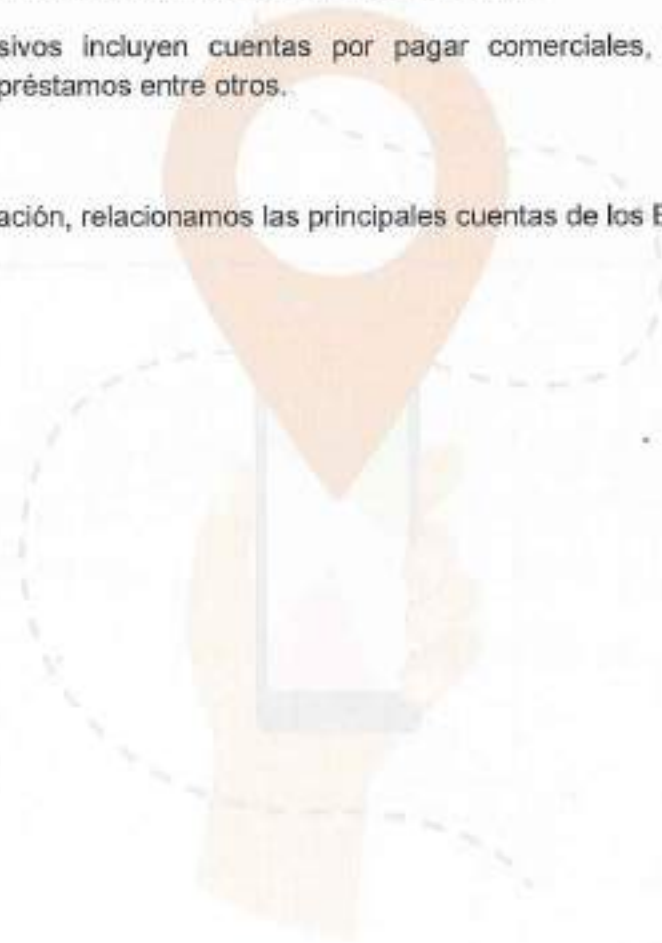 sivos incluyen cuentas por pagar comerciales,
préstamos entre otros.
ación, relacionamos las principales cuentas de los E